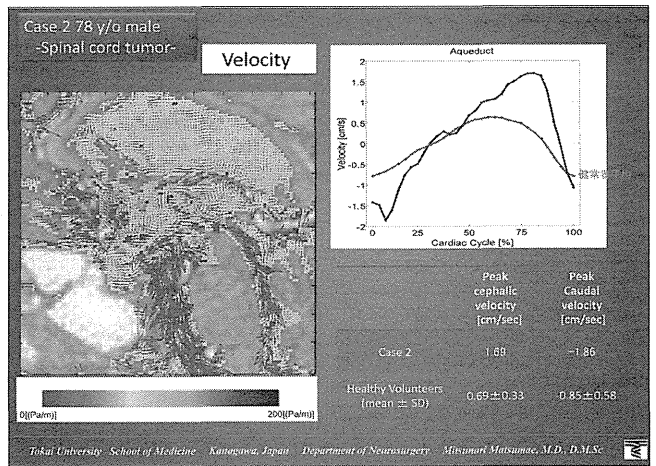 Case 2 78 y/o male
-Spinal cord tumor-
Velocity
Aqueduct
Velocity [cm/s]
2
1.5
1
0.5
0
-0.5
-1
-1.5
-2
0
25
50
75
100
Cardiac Cycle [%]
Peak cephalic velocity [cm/sec]
Peak Caudal velocity [cm/sec]
Case 2
1.69
-1.86
Healthy Volunteers (mean ± SD)
0.69±0.33
0.85±0.58
0[(Pa/m)]
200[(Pa/m)]
Tokai University School of Medicine Kanagawa, Japan Department of Neurosurgery Mitsunori Matsumae, M.D., D.M.Sc